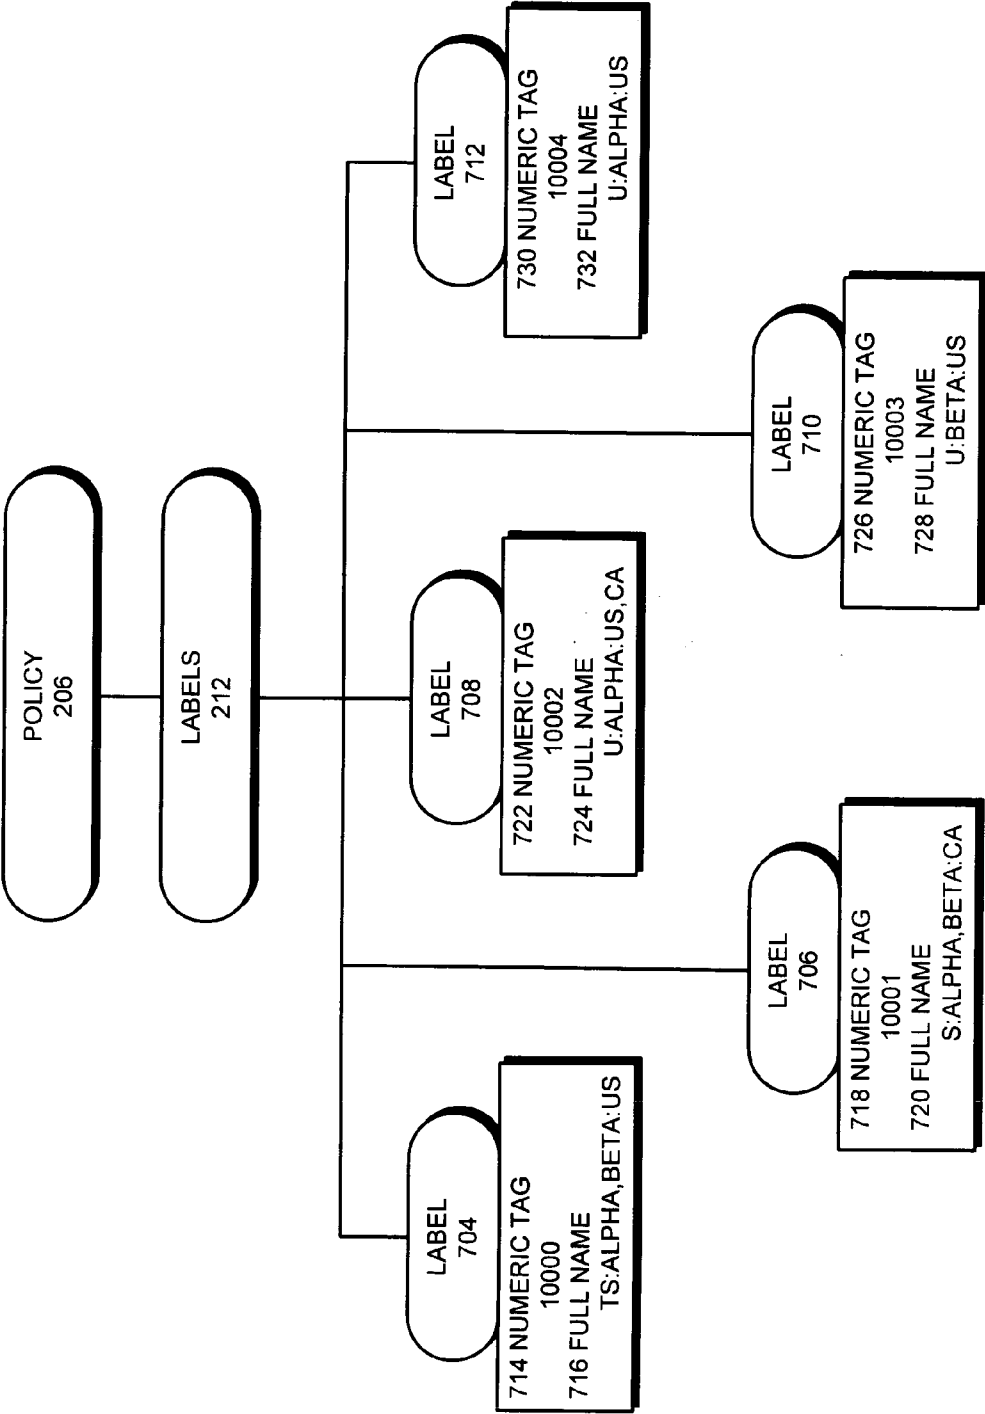 POLICY
206
LABELS
212
LABEL
704
714 NUMERIC TAG
10000
716 FULL NAME
TS:ALPHA,BETA:US
LABEL
706
718 NUMERIC TAG
10001
720 FULL NAME
S:ALPHA,BETA:CA
LABEL
708
722 NUMERIC TAG
10002
724 FULL NAME
U:ALPHA:US,CA
LABEL
710
726 NUMERIC TAG
10003
728 FULL NAME
U:BETA:US
LABEL
712
730 NUMERIC TAG
10004
732 FULL NAME
U:ALPHA:US